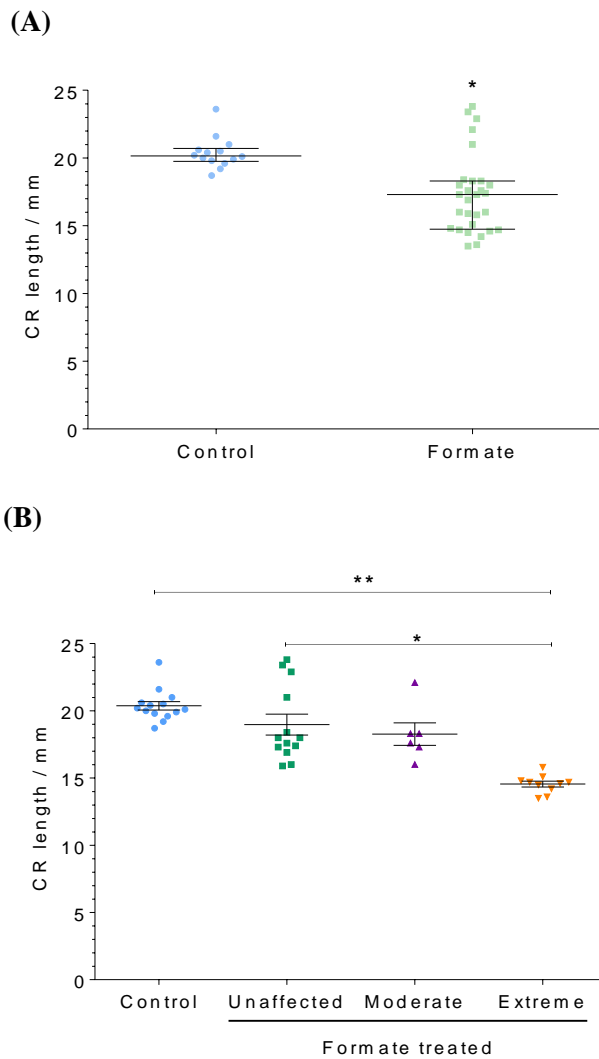 (A)
*
25
20
15
10
5
0
CR length / mm
Control Formate
(B)
**
*
25
20
15
10
5
0
CR length / mm
Control Unaffected Moderate Extreme
Formate treated